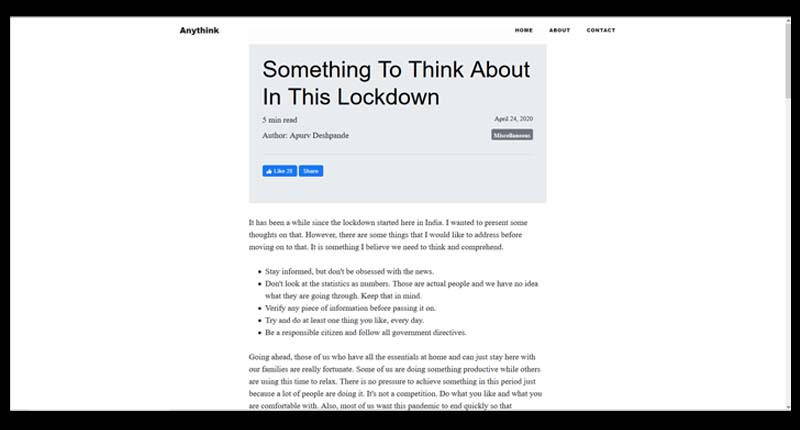 Anythink
HOME ABOUT CONTACT
Something To Think About
In This Lockdown
5 min read
April 24, 2020
Author: Apurv Deshpande
Miscellaneous
Like 28 Share
It has been a while since the lockdown started here in India. I wanted to present some
thoughts on that. However, there are some things that I would like to address before
moving on to that. It is something I believe we need to think and comprehend.
• Stay informed, but don't be obsessed with the news.
• Don't look at the statistics as numbers. Those are actual people and we have no idea
what they are going through. Keep that in mind.
• Verify any piece of information before passing it on.
• Try and do at least one thing you like, every day.
• Be a responsible citizen and follow all government directives.
Going ahead, those of us who have all the essentials at home and can just stay here with
our families are really fortunate. Some of us are doing something productive while others
are using this time to relax. There is no pressure to achieve something in this period just
because a lot of people are doing it. It's not a competition. Do what you like and what you
are comfortable with. Also, most of us want this pandemic to end quickly so that